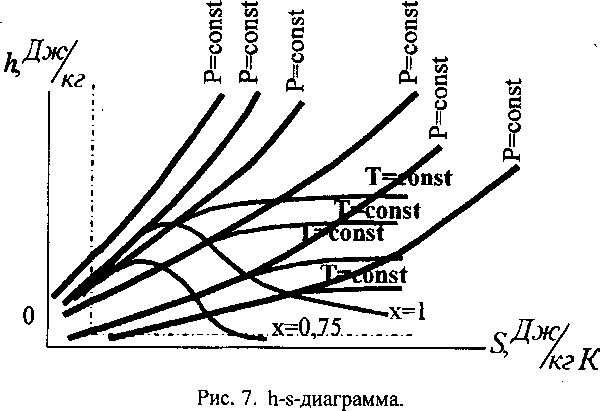 h, Дж/кг
P=const
P=const
P=const
P=const
P=const
P=const
T=const
T=const
T=const
T=const
x=1
x=0,75
0
S, Дж/кг К
Рис. 7. h-s-диаграмма.